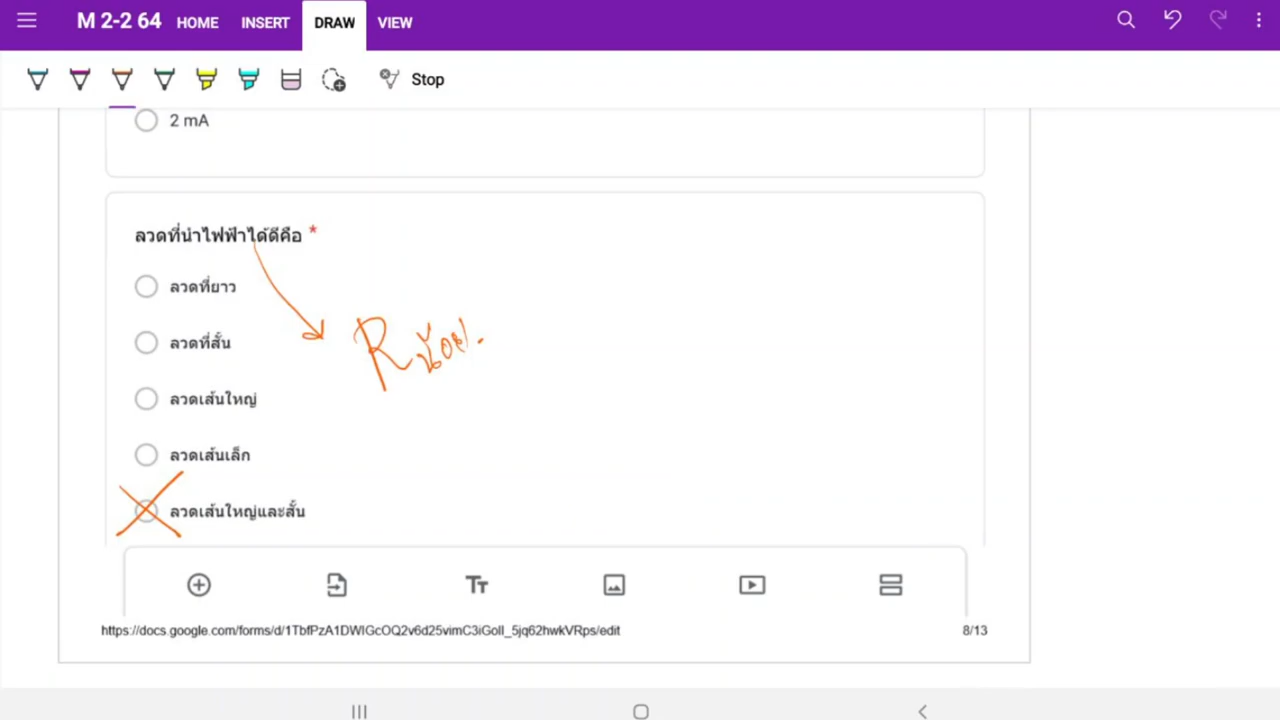 M 2-2 64 HOME INSERT DRAW VIEW
Stop
2 mA
ลวดที่นำไฟฟ้าได้ดีคือ *
ลวดที่ยาว
R น้อย.
ลวดที่สั้น
ลวดเส้นใหญ่
ลวดเส้นเล็ก
ลวดเส้นใหญ่และสั้น
Tт
https://docs.google.com/forms/d/1TbfPzA1DWIGcOQ2v6d25vimC3iGolI_5jq62hwkVRps/edit 8/13